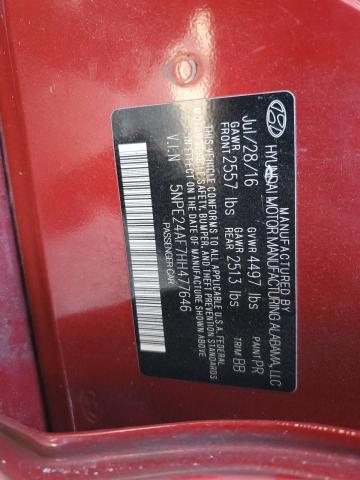 MANUFACTURED BY
HYUNDAI MOTOR MANUFACTURING ALABAMA, LLC
Jul/28/16 GVWR 4497 lbs PAINT PR
GAWR FRONT 2557 lbs GAWR REAR 2513 lbs TRIM BB
THIS VEHICLE CONFORMS TO ALL APPLICABLE U.S.A. FEDERAL
MOTOR VEHICLE SAFETY, BUMPER, AND THEFT PREVENTION STANDARDS
IN EFFECT ON THE DATE OF MANUFACTURE SHOWN ABOVE
V.I.N 5NPE24AF7HH477646
PASSENGER CAR